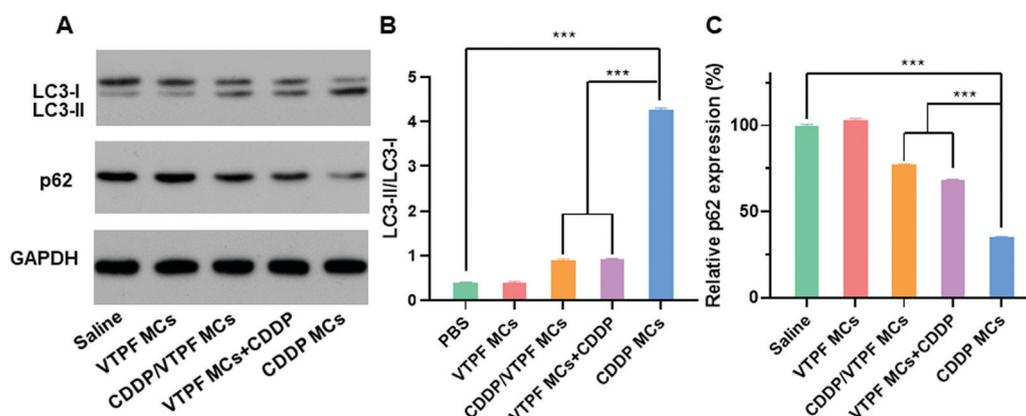 A
LC3-I
LC3-II
p62
GAPDH
Saline
VTPF MCs
CDDP/VTPF MCs
VTPF MCs+CDDP
CDDP MCs
B
***
***
LC3-II/LC3-I
5
4
3
2
1
0
PBS
VTPF MCs
CDDP/VTPF MCs
VTPF MCs+CDDP
CDDP MCs
C
***
***
Relative p62 expression (%)
100
50
0
Saline
VTPF MCs
CDDP/VTPF MCs
VTPF MCs+CDDP
CDDP MCs